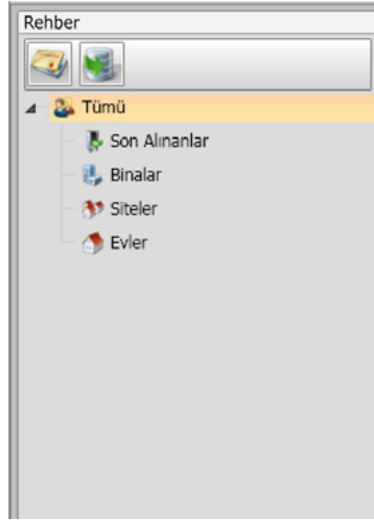 Rehber
Tümü
Son Alınanlar
Binalar
Siteler
Evler